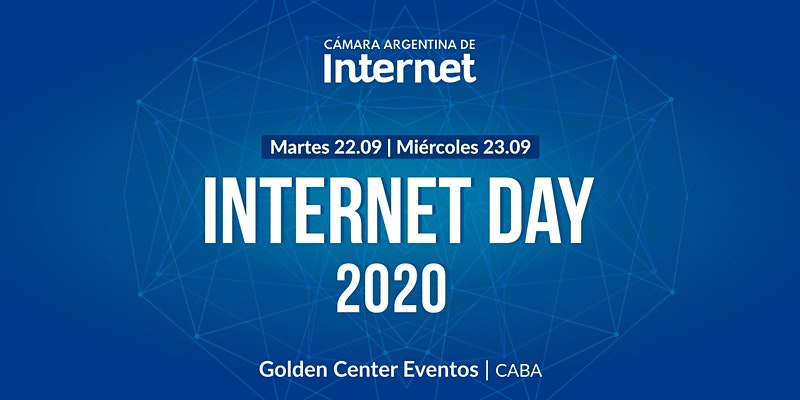 CÁMARA ARGENTINA DE
Internet
Martes 22.09 | Miércoles 23.09
INTERNET DAY
2020
Golden Center Eventos | CABA